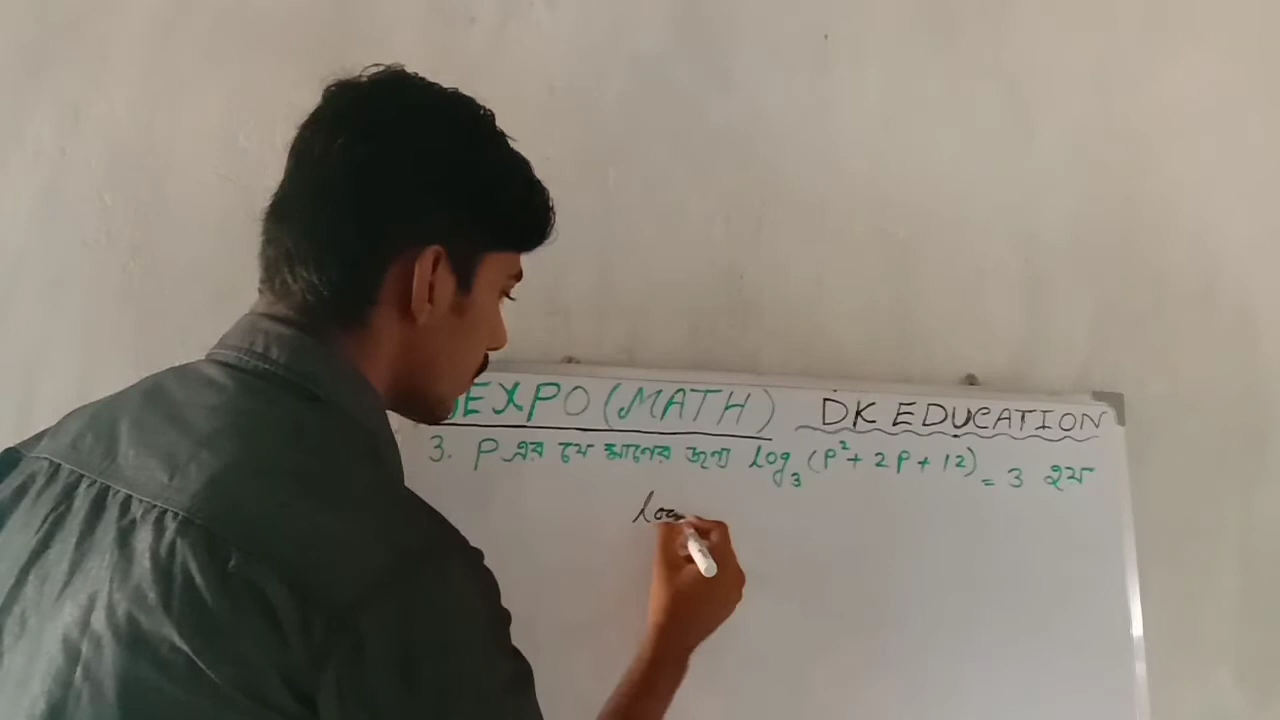 EXPO (MATH) DK EDUCATION
3. P এর যে মানের জন্য log₃ (P² + 2P + 12) = 3 হয়
log